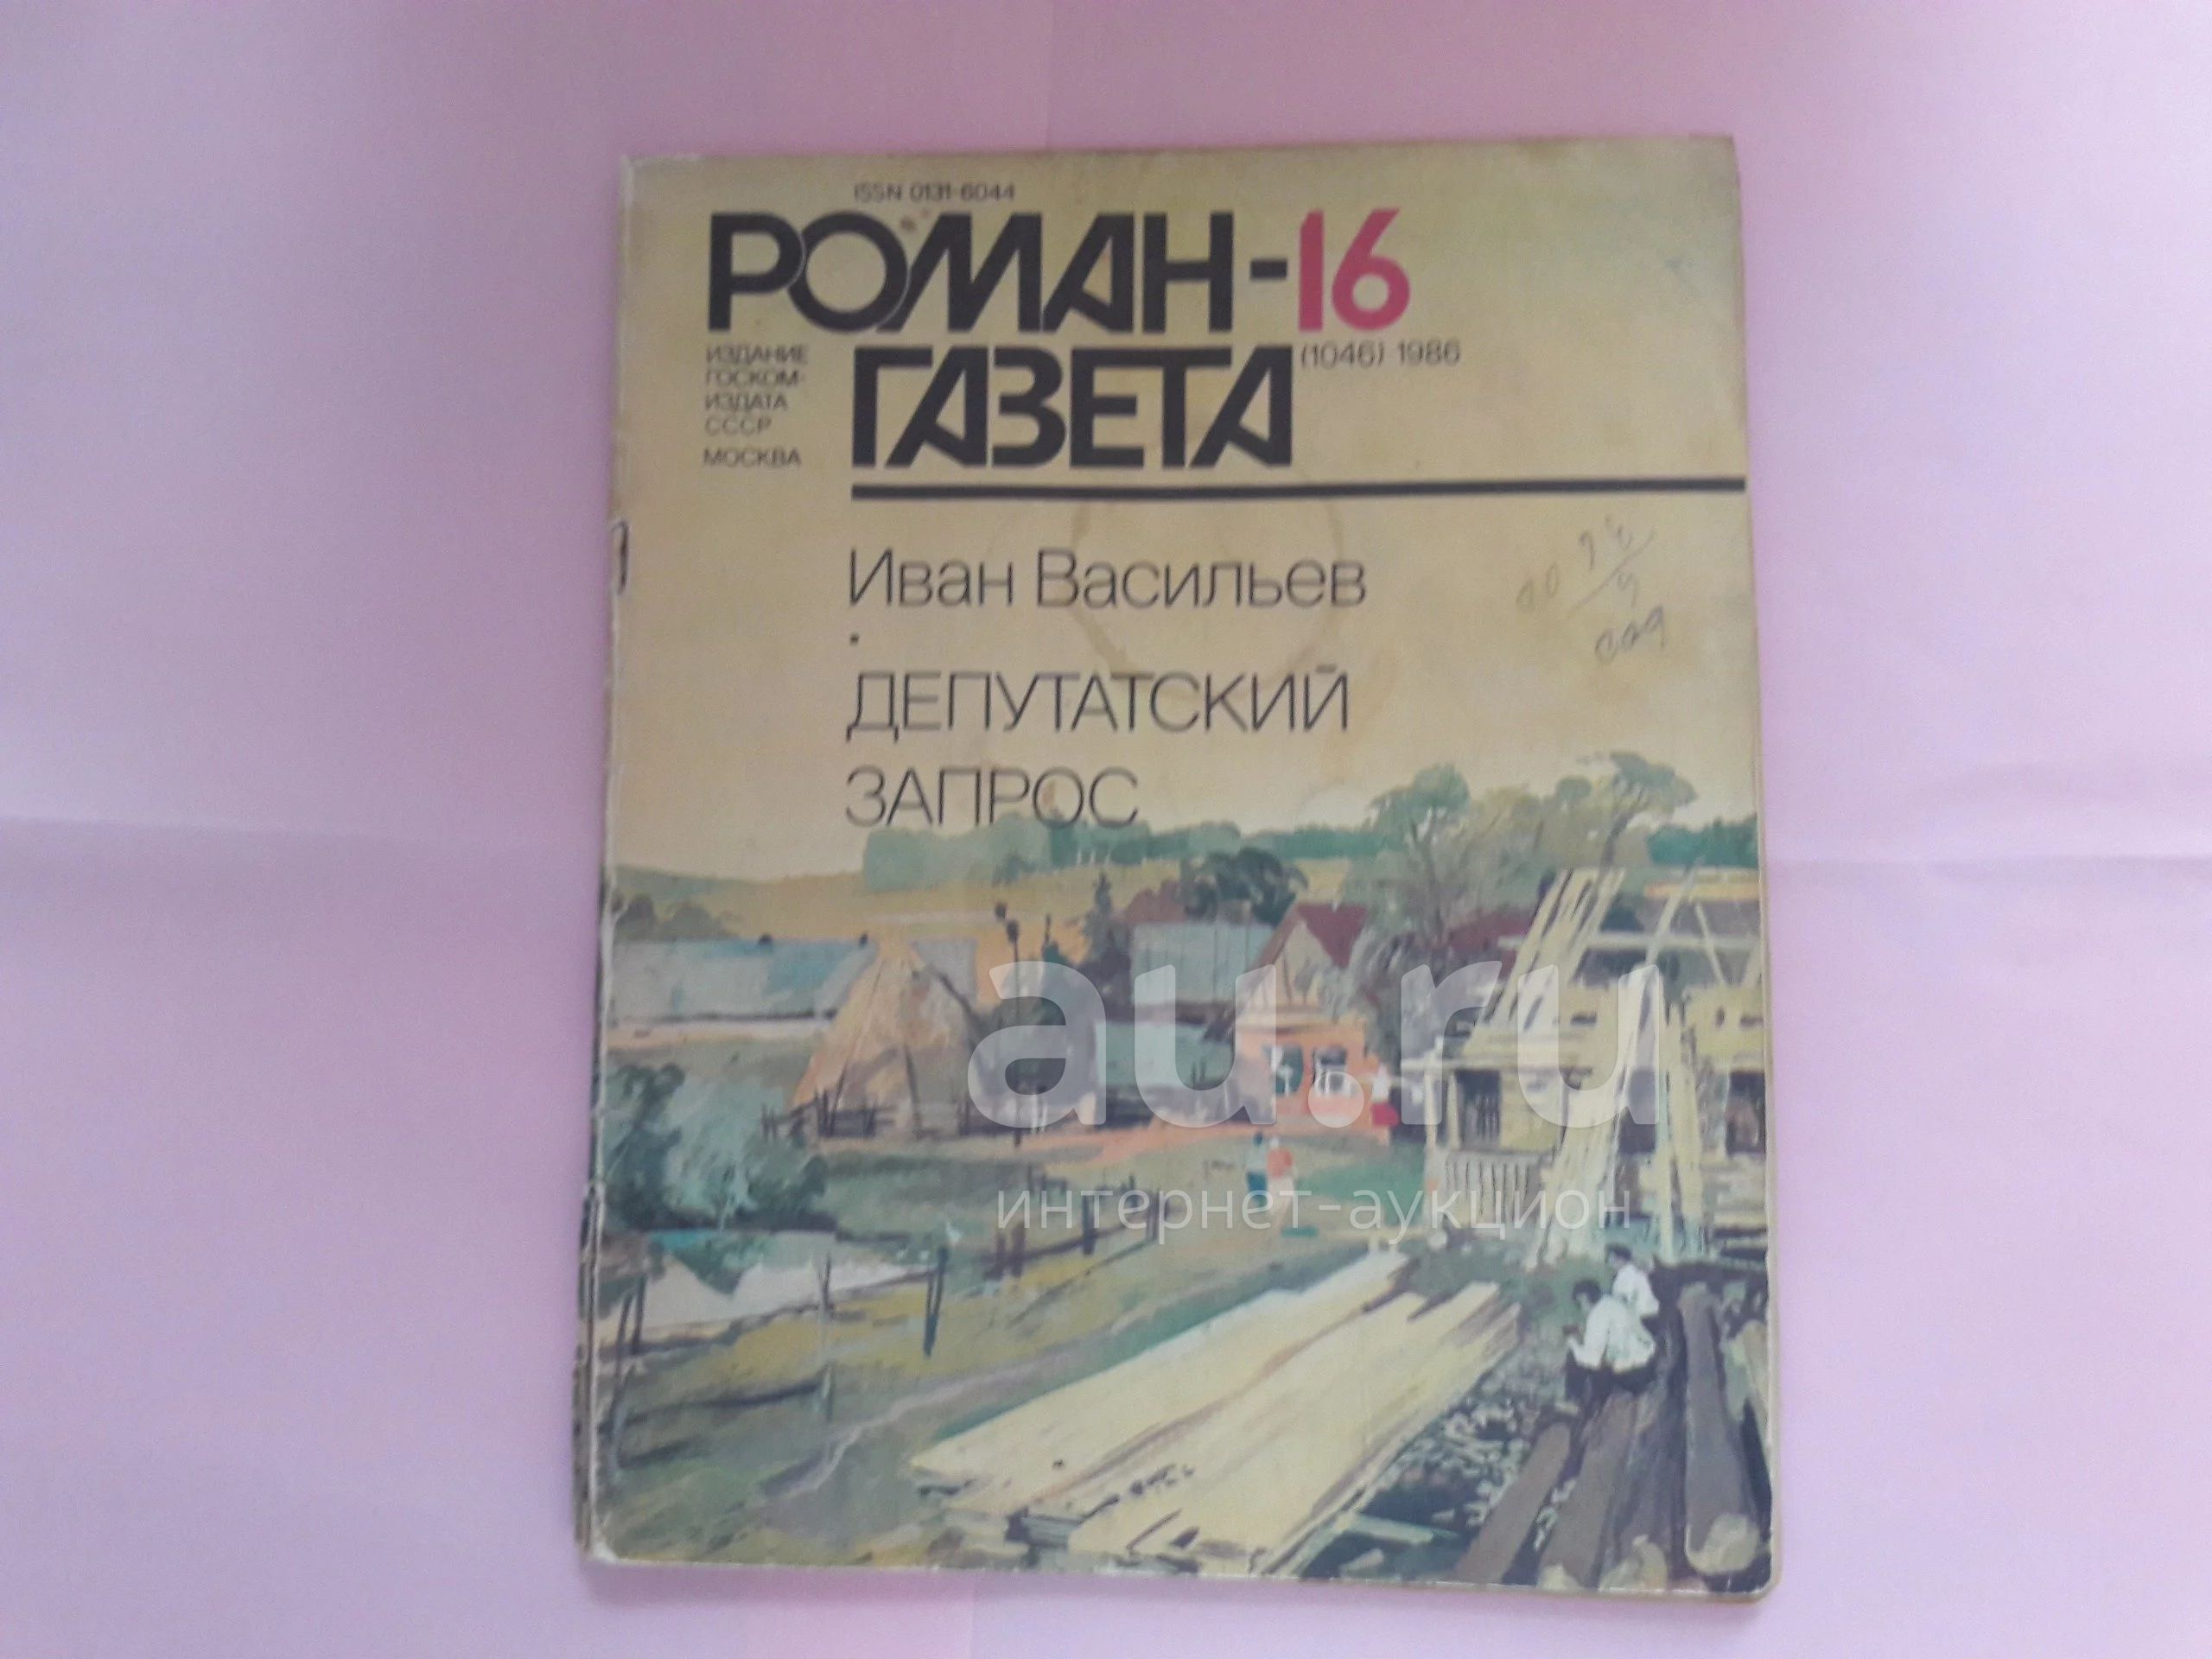 ISSN 0131-6044
РОМАН-16
ГАЗЕТА
(1046) 1986
ИЗДАНИЕ
ГОСКОМ-
ИЗДАТА
СССР
МОСКВА
Иван Васильев
ДЕПУТАТСКИЙ
ЗАПРОС
au.ru
интернет-аукцион